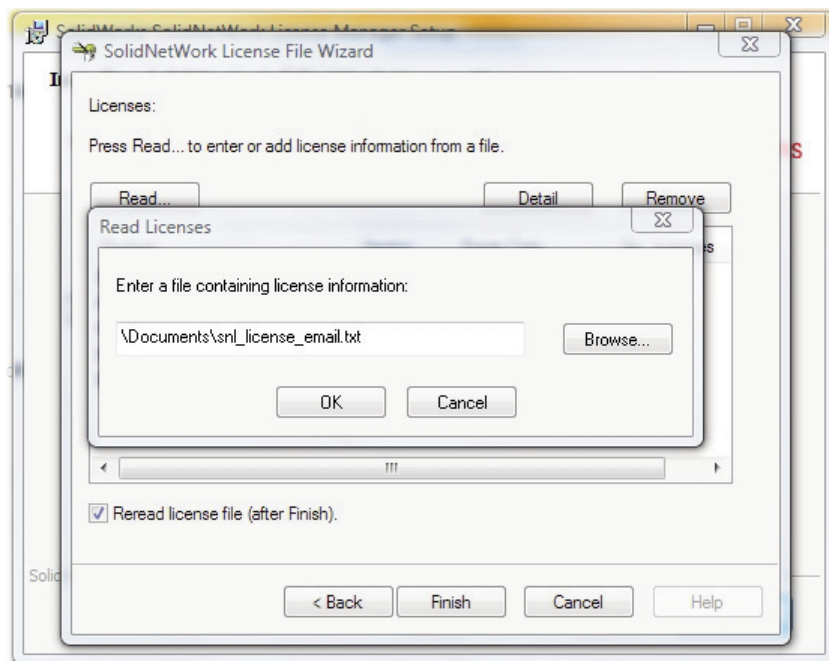 SolidNetWork License File Wizard
Licenses:
Press Read... to enter or add license information from a file.
Read...
Detail
Remove
Read Licenses
Enter a file containing license information:
\Documents\snl_license_email.txt
Browse...
OK
Cancel
Reread license file (after Finish).
< Back
Finish
Cancel
Help